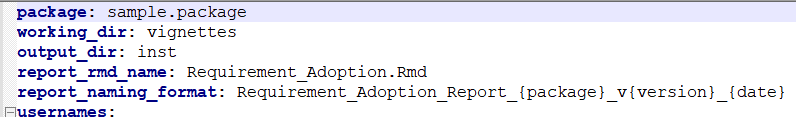 package: sample.package
working_dir: vignettes
output_dir: inst
report_rmd_name: Requirement_Adoption.Rmd
report_naming_format: Requirement_Adoption_Report_{package}_v{version}_{date}
usernames: